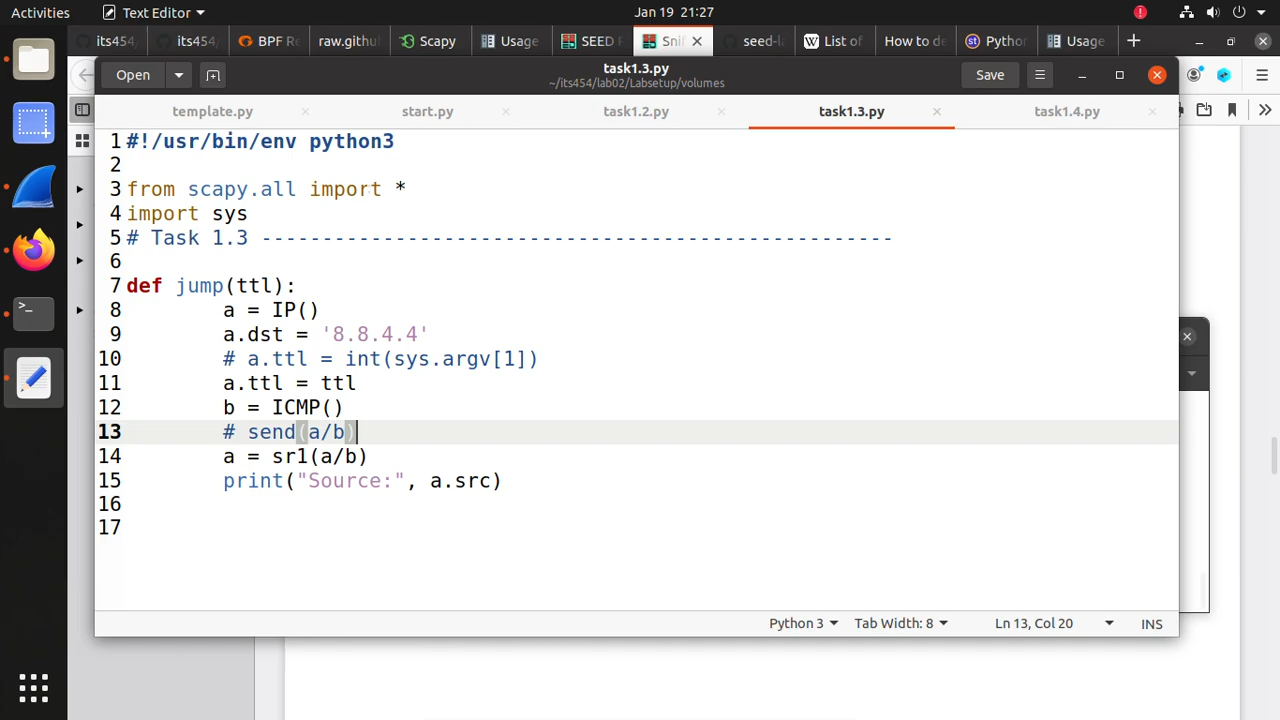 Activities
Text Editor
Jan 19 21:27
its454
its454
BPF Re
raw.githu
Scapy
Usage
SEED
Snif
seed-l
List of
How to de
Pytho
Usage
Open
task1.3.py
~/its454/lab02/Labsetup/volumes
Save
template.py
start.py
task1.2.py
task1.3.py
task1.4.py
1 #!/usr/bin/env python3
2
3 from scapy.all import *
4 import sys
5 # Task 1.3 ----------------------------------------------------
6
7 def jump(ttl):
8 a = IP()
9 a.dst = '8.8.4.4'
10 # a.ttl = int(sys.argv[1])
11 a.ttl = ttl
12 b = ICMP()
13 # send(a/b)
14 a = sr1(a/b)
15 print("Source:", a.src)
16
17
Python 3
Tab Width: 8
Ln 13, Col 20
INS